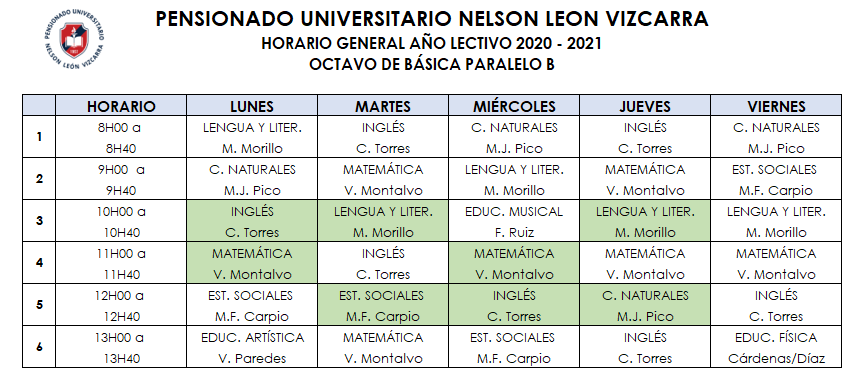 PENSIONADO UNIVERSITARIO
NELSON LEÓN VIZCARRA
PENSIONADO UNIVERSITARIO NELSON LEON VIZCARRA
HORARIO GENERAL AÑO LECTIVO 2020 - 2021
OCTAVO DE BÁSICA PARALELO B
HORARIO LUNES MARTES MIÉRCOLES JUEVES VIERNES
1
8H00 a LENGUA Y LITER. INGLÉS C. NATURALES INGLÉS C. NATURALES
8H40 M. Morillo C. Torres M.J. Pico C. Torres M.J. Pico
2
9H00 a C. NATURALES MATEMÁTICA LENGUA Y LITER. MATEMÁTICA EST. SOCIALES
9H40 M.J. Pico V. Montalvo M. Morillo V. Montalvo M.F. Carpio
3
10H00 a INGLÉS LENGUA Y LITER. EDUC. MUSICAL LENGUA Y LITER. LENGUA Y LITER.
10H40 C. Torres M. Morillo F. Ruiz M. Morillo M. Morillo
4
11H00 a MATEMÁTICA INGLÉS MATEMÁTICA MATEMÁTICA MATEMÁTICA
11H40 V. Montalvo C. Torres V. Montalvo V. Montalvo V. Montalvo
5
12H00 a EST. SOCIALES EST. SOCIALES INGLÉS C. NATURALES INGLÉS
12H40 M.F. Carpio M.F. Carpio C. Torres M.J. Pico C. Torres
6
13H00 a EDUC. ARTÍSTICA MATEMÁTICA EST. SOCIALES INGLÉS EDUC. FÍSICA
13H40 V. Paredes V. Montalvo M.F. Carpio C. Torres Cárdenas/Díaz